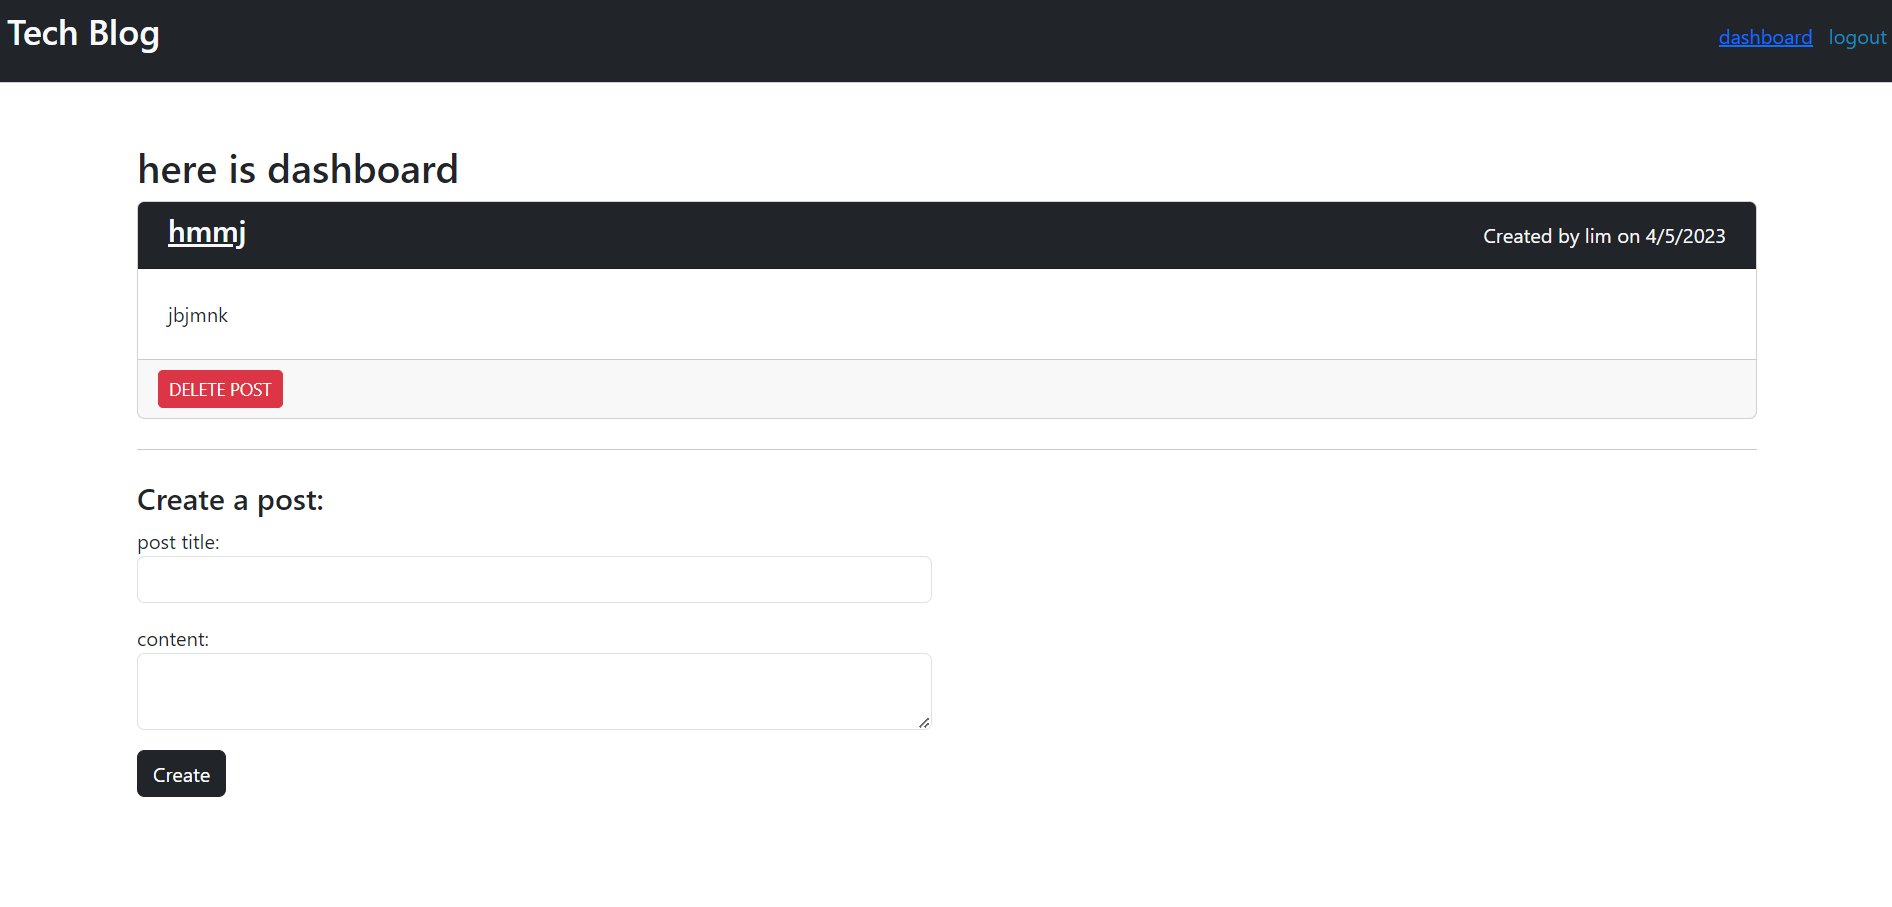 Tech Blog
dashboard logout
here is dashboard
hmmj
Created by lim on 4/5/2023
jbjmnk
DELETE POST
Create a post:
post title:
content:
Create